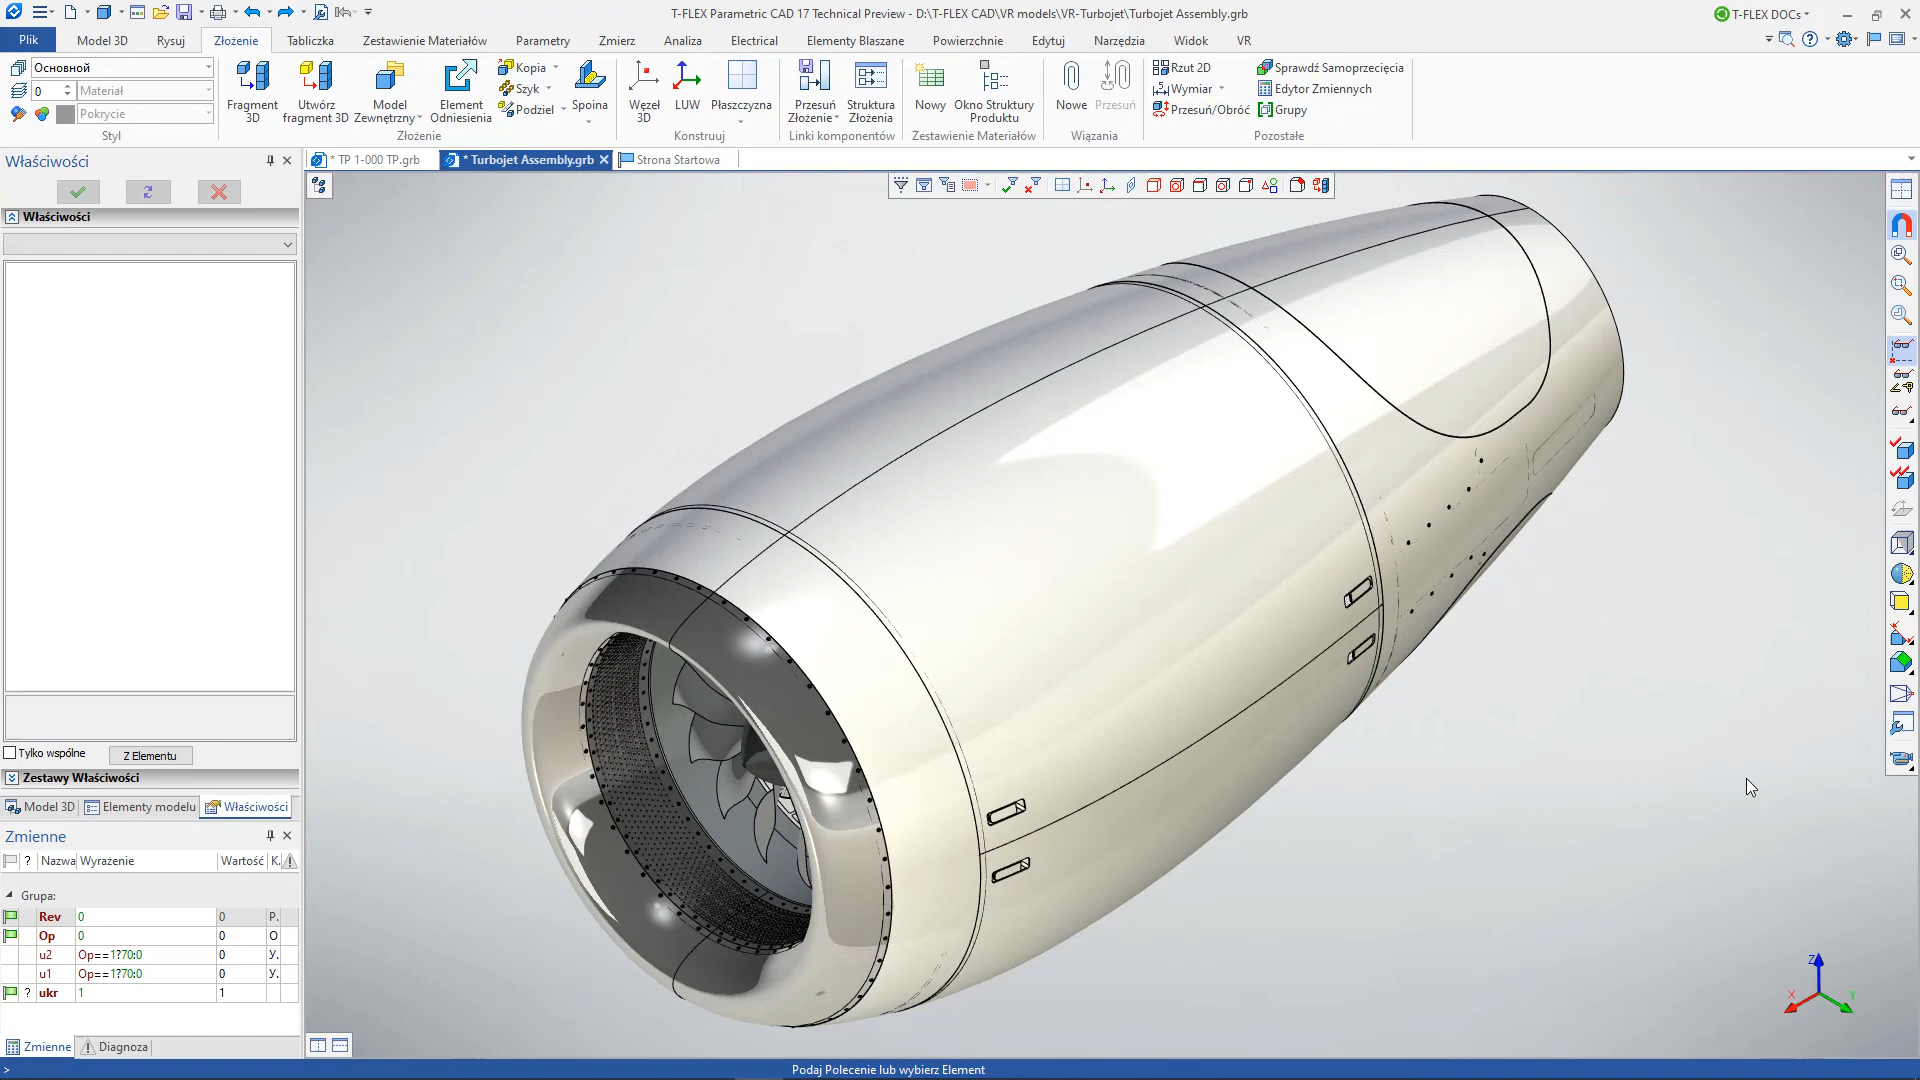 T-FLEX Parametric CAD 17 Technical Preview - D:\T-FLEX CAD\VR models\VR-Turbojet\Turbojet Assembly.grb
T-FLEX DOCs
Plik
Model 3D
Rysuj
Złożenie
Tabliczka
Zestawienie Materiałów
Parametry
Zmierz
Analiza
Electrical
Elementy Blaszane
Powierzchnie
Edytuj
Narzędzia
Widok
VR
Основной
0
Materiał
Pokrycie
Styl
Fragment 3D
Utwórz fragment 3D
Model Zewnętrzny
Element Odniesienia
Kopia
Szyk
Podziel
Spoina
Złożenie
Węzeł 3D
LUW
Płaszczyzna
Konstruuj
Przesuń Złożenie
Struktura Złożenia
Linki komponentów
Nowy
Okno Struktury Produktu
Zestawienie Materiałów
Nowe
Przesuń
Wiązania
Rzut 2D
Wymiar
Przesuń/Obróć
Sprawdź Samoprzecięcia
Edytor Zmiennych
Grupy
Pozostałe
Właściwości
* TP 1-000 TP.grb
* Turbojet Assembly.grb
Strona Startowa
Właściwości
Tylko wspólne
Z Elementu
Zestawy Właściwości
Model 3D
Elementy modelu
Właściwości
Zmienne
? Nazwa Wyrażenie Wartość K.
Grupa:
Rev 0 0 P.
Op 0 0 O
u2 Op==1?70:0 0 У.
u1 Op==1?70:0 0 У.
? ukr 1 1
Zmienne
Diagnoza
Z
X
Y
>
Podaj Polecenie lub wybierz Element